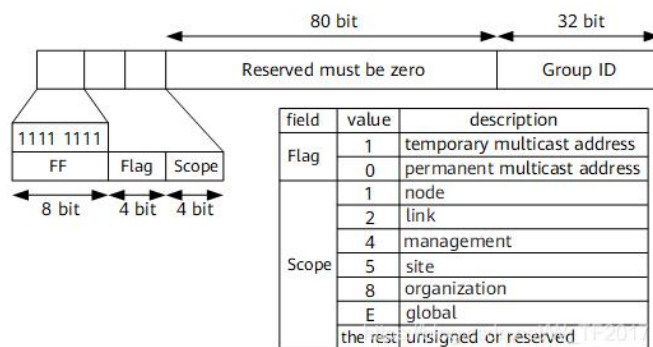 80 bit 32 bit
Reserved must be zero Group ID
1111 1111
FF Flag Scope
8 bit 4 bit 4 bit
field value description
Flag 1 temporary multicast address
0 permanent multicast address
Scope 1 node
2 link
4 management
5 site
8 organization
E global
the rest unsigned or reserved